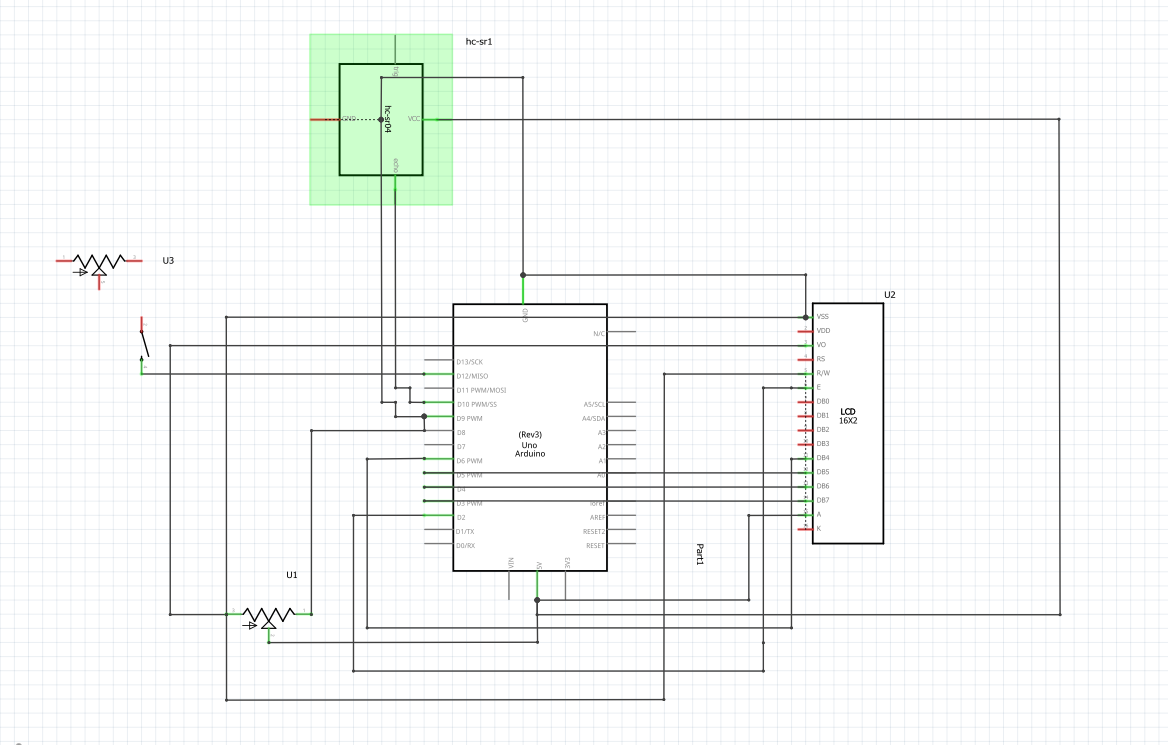 hc-sr1
trig
GND
hc-sr04
VCC
echo
U3
U2
GND
N/C
VSS
VDD
VO
RS
R/W
E
DB0
DB1
DB2
DB3
DB4
DB5
DB6
DB7
A
K
LCD
16X2
D13/SCK
D12/MISO
D11 PWM/MOSI
D10 PWM/SS
D9 PWM
D8
D7
D6 PWM
D5 PWM
D4
D3 PWM
D2
D1/TX
D0/RX
A5/SCL
A4/SDA
A3
A2
A1
A0
ioref
AREF
RESET2
RESET
(Rev3)
Uno
Arduino
VIN
5V
3V3
Part1
U1